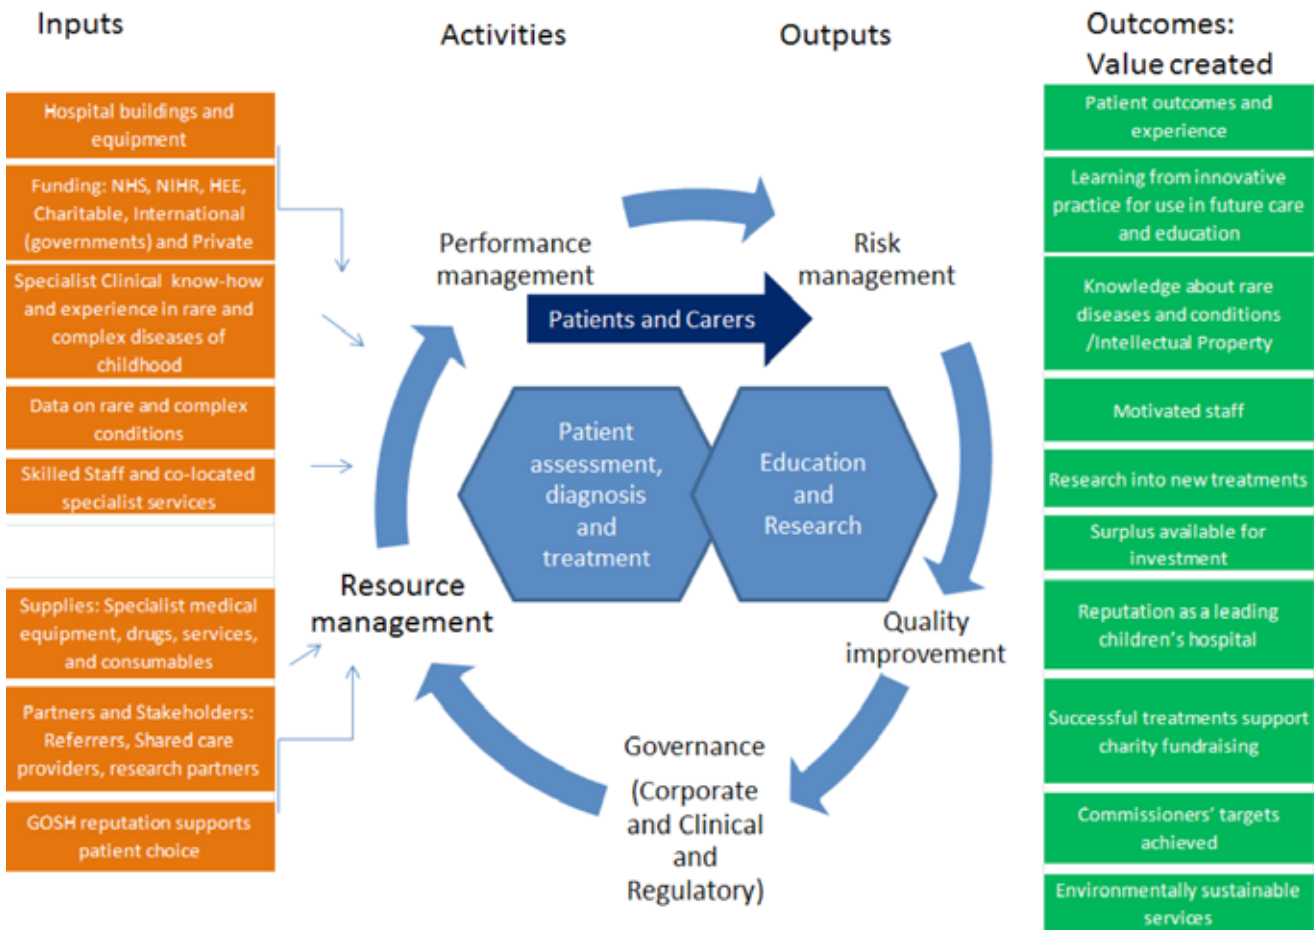 Inputs
Activities
Outputs
Outcomes:
Value created
Hospital buildings and
equipment
Funding: NHS, NIHR, HEE,
Charitable, International
(governments) and Private
Specialist Clinical know-how
and experience in rare and
complex diseases of
childhood
Data on rare and complex
conditions
Skilled Staff and co-located
specialist services
Supplies: Specialist medical
equipment, drugs, services,
and consumables
Partners and Stakeholders:
Referrers, Shared care
providers, research partners
GOSH reputation supports
patient choice
Performance
management
Risk
management
Patients and Carers
Patient
assessment,
diagnosis
and
treatment
Education
and
Research
Resource
management
Quality
improvement
Governance
(Corporate
and Clinical
and
Regulatory)
Patient outcomes and
experience
Learning from innovative
practice for use in future care
and education
Knowledge about rare
diseases and conditions
/Intellectual Property
Motivated staff
Research into new treatments
Surplus available for
investment
Reputation as a leading
children's hospital
Successful treatments support
charity fundraising
Commissioners' targets
achieved
Environmentally sustainable
services